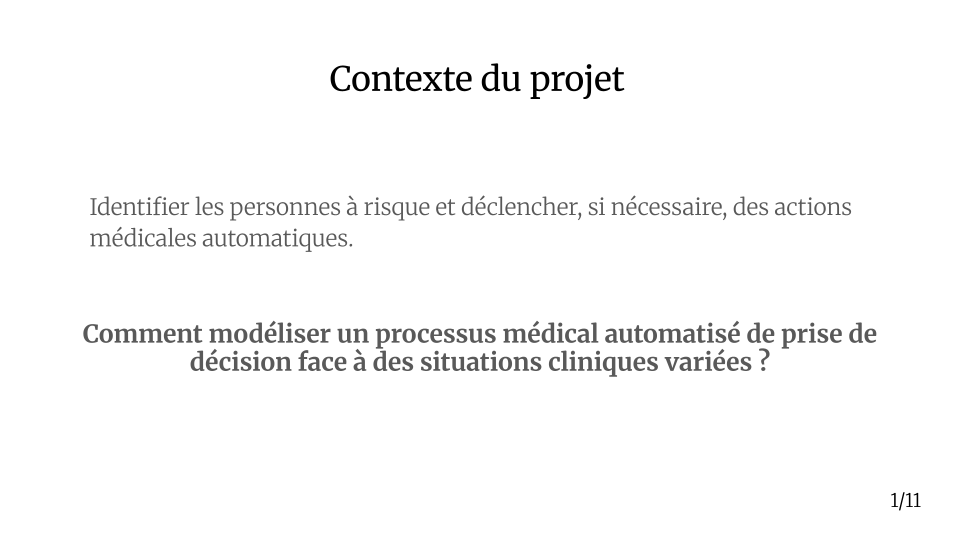 Contexte du projet
Identifier les personnes à risque et déclencher, si nécessaire, des actions
médicales automatiques.
Comment modéliser un processus médical automatisé de prise de
décision face à des situations cliniques variées ?
1/11